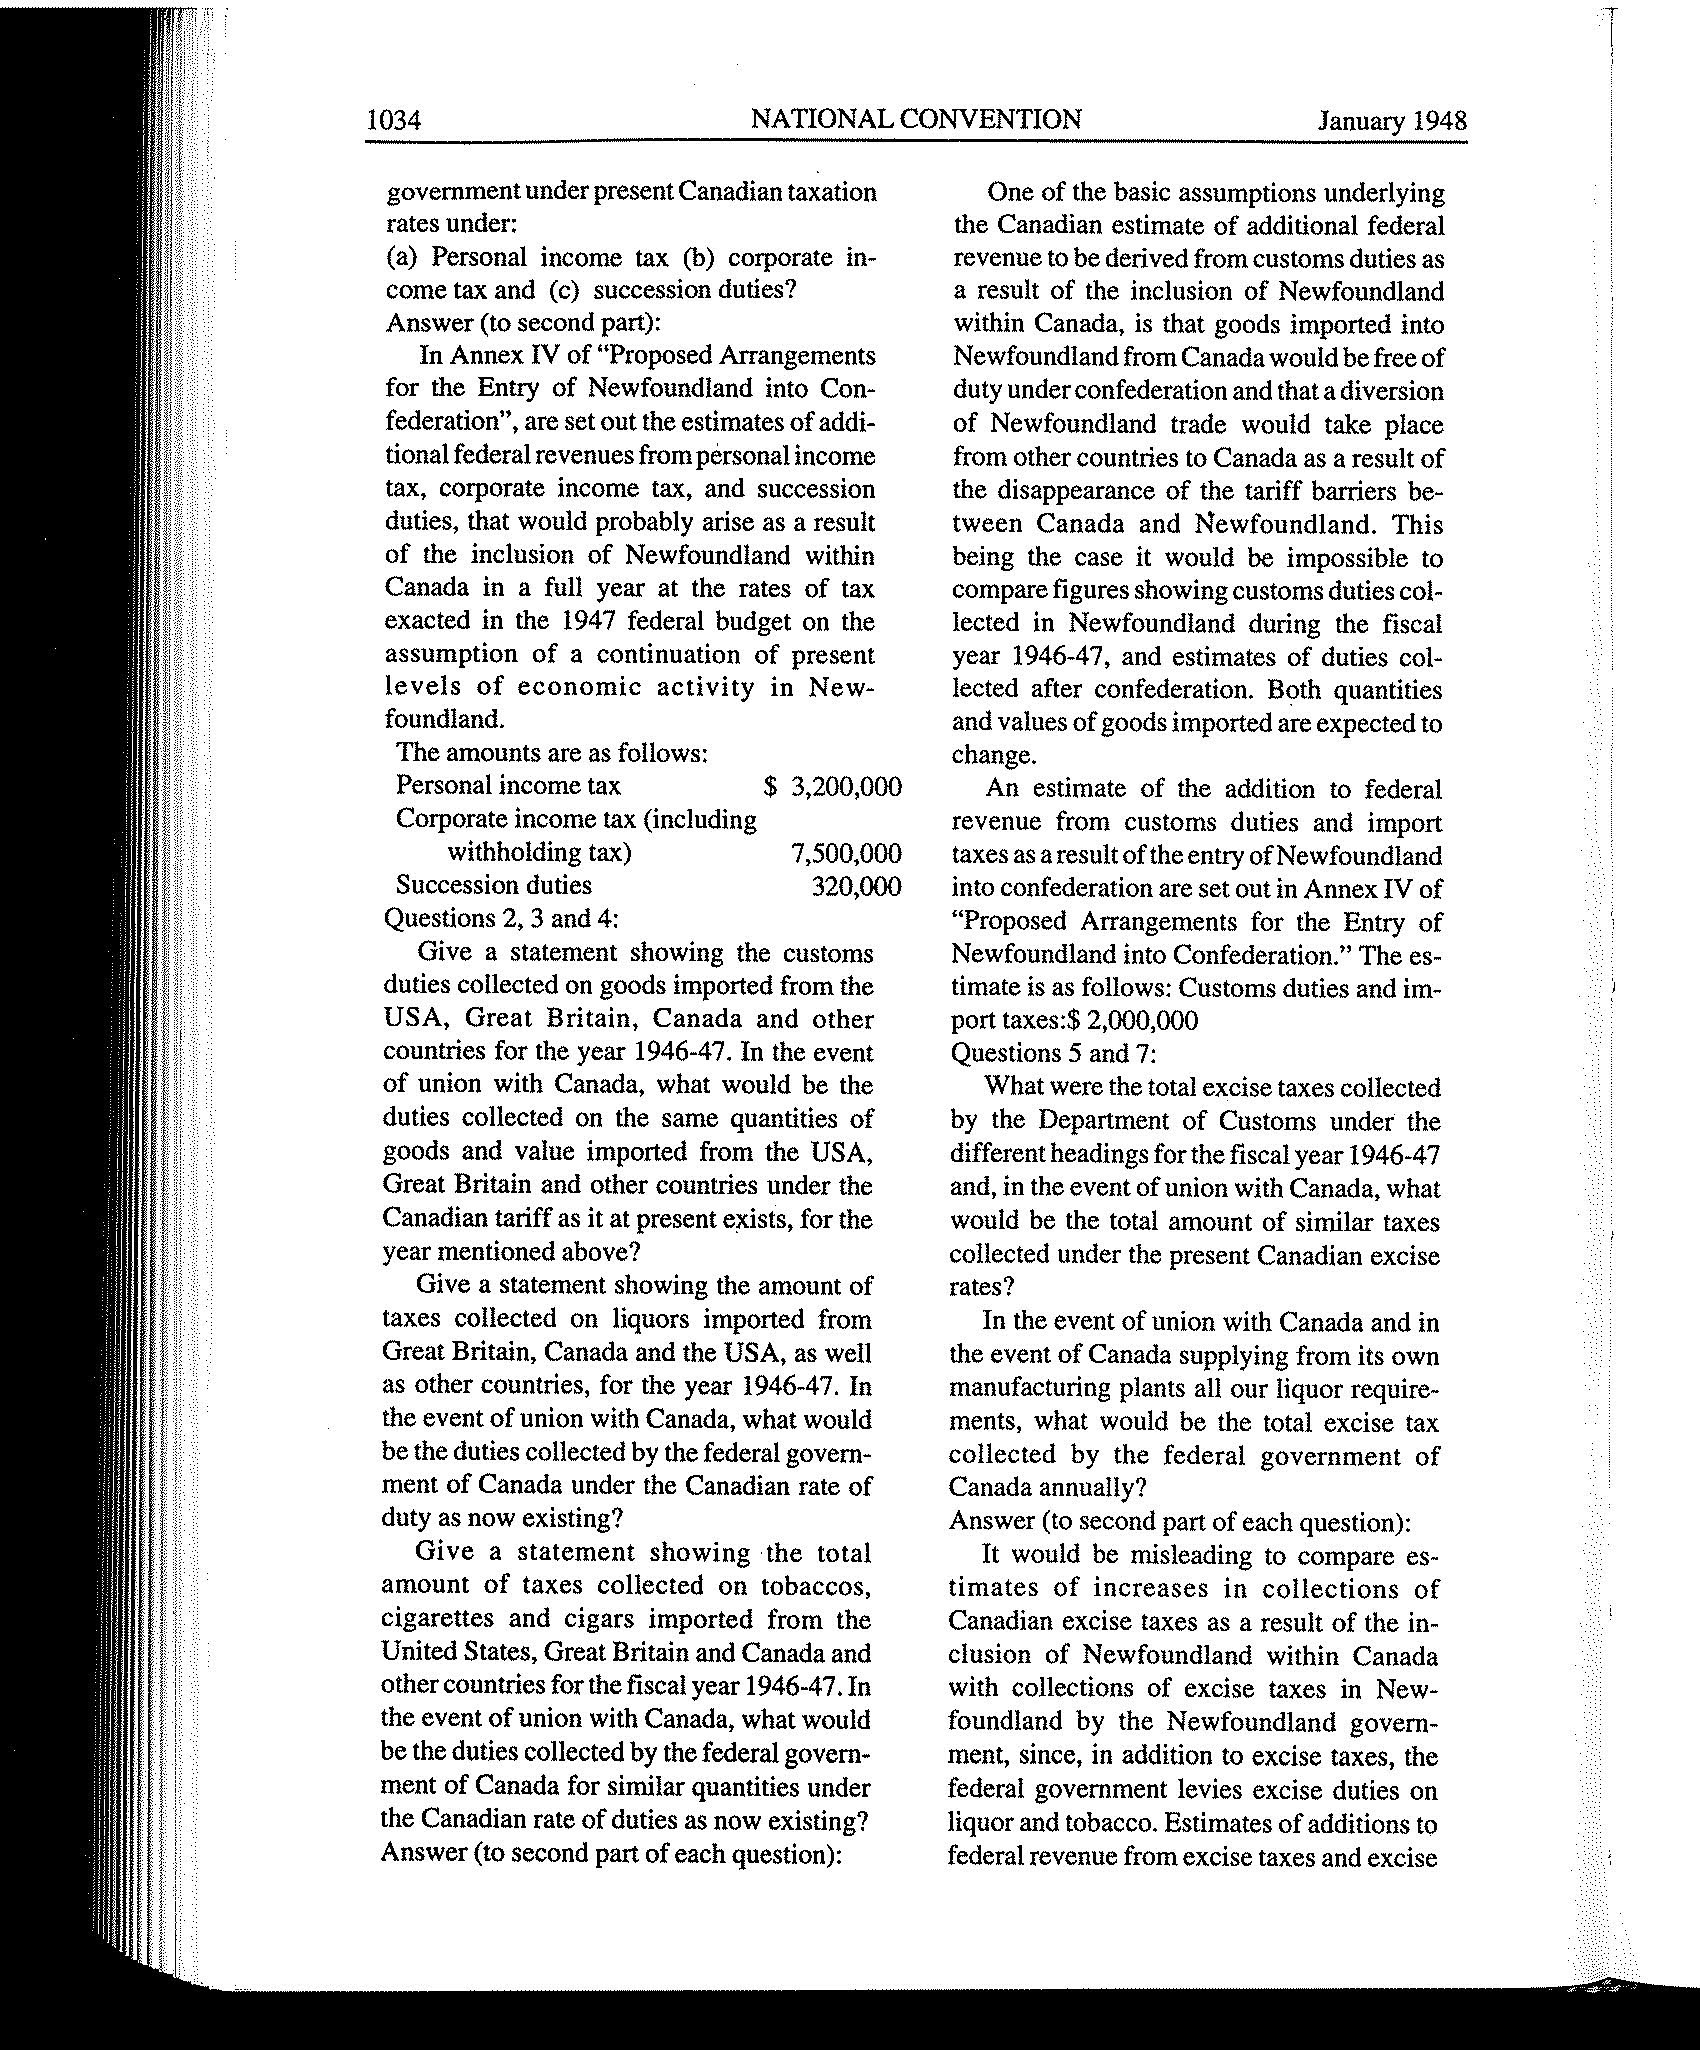 1034 NATIONAL CONVENTION January 1948
government under present Canadian taxation
rates under:
(a) Personal income tax (b) corporate in-
come tax and (c) succession duties?
Answer (to second part):
In Annex IV of “Proposed Arrangements
for the Entry of Newfoundland into Con-
federation”, are set out the estimates of addi-
tional federal revenues from personal income
tax, corporate income tax, and succession
duties, that would probably arise as a result
of the inclusion of Newfoundland within
Canada in a full year at the rates of tax
exacted in the 1947 federal budget on the
assumption of a continuation of present
levels of economic activity in New-
foundland.
The amounts are as follows:
Personal income tax $ 3,200,000
Corporate income tax (including
withholding tax) 7,500,000
Succession duties 320,000
Questions 2, 3 and 4:
Give a statement showing the customs
duties collected on goods imported from the
USA, Great Britain, Canada and other
countries for the year 1946-47. In the event
of union with Canada, what would be the
duties collected on the same quantities of
goods and value imported from the USA,
Great Britain and other countries under the
Canadian tariff as it at present exists, for the
year mentioned above?
Give a statement showing the amount of
taxes collected on liquors imported from
Great Britain, Canada and the USA, as well
as other countries, for the year 1946-47. In
the event of union with Canada, what would
be the duties collected by the federal govern-
ment of Canada under the Canadian rate of
duty as now existing?
Give a statement showing the total
amount of taxes collected on tobaccos,
cigarettes and cigars imported from the
United States, Great Britain and Canada and
other countries for the fiscal year 1946-47. In
the event of union with Canada, what would
be the duties collected by the federal govern-
ment of Canada for similar quantities under
the Canadian rate of duties as now existing?
Answer (to second part of each question):
One of the basic assumptions underlying
the Canadian estimate of additional federal
revenue to be derived from customs duties as
a result of the inclusion of Newfoundland
within Canada, is that goods imported into
Newfoundland from Canada would be free of
duty under confederation and that a diversion
of Newfoundland trade would take place
from other countries to Canada as a result of
the disappearance of the tariff barriers be-
tween Canada and Newfoundland. This
being the case it would be impossible to
compare figures showing customs duties col-
lected in Newfoundland during the fiscal
year 1946-47, and estimates of duties col-
lected after confederation. Both quantities
and values of goods imported are expected to
change.
An estimate of the addition to federal
revenue from customs duties and import
taxes as a result of the entry of Newfoundland
into confederation are set out in Annex IV of
“Proposed Arrangements for the Entry of
Newfoundland into Confederation.” The es-
timate is as follows: Customs duties and im-
port taxes:$ 2,000,000
Questions 5 and 7:
What were the total excise taxes collected
by the Department of Customs under the
different headings for the fiscal year 1946-47
and, in the event of union with Canada, what
would be the total amount of similar taxes
collected under the present Canadian excise
rates?
In the event of union with Canada and in
the event of Canada supplying from its own
manufacturing plants all our liquor require-
ments, what would be the total excise tax
collected by the federal government of
Canada annually?
Answer (to second part of each question):
It would be misleading to compare es-
timates of increases in collections of
Canadian excise taxes as a result of the in-
clusion of Newfoundland within Canada
with collections of excise taxes in New-
foundland by the Newfoundland govern-
ment, since, in addition to excise taxes, the
federal government levies excise duties on
liquor and tobacco. Estimates of additions to
federal revenue from excise taxes and excise